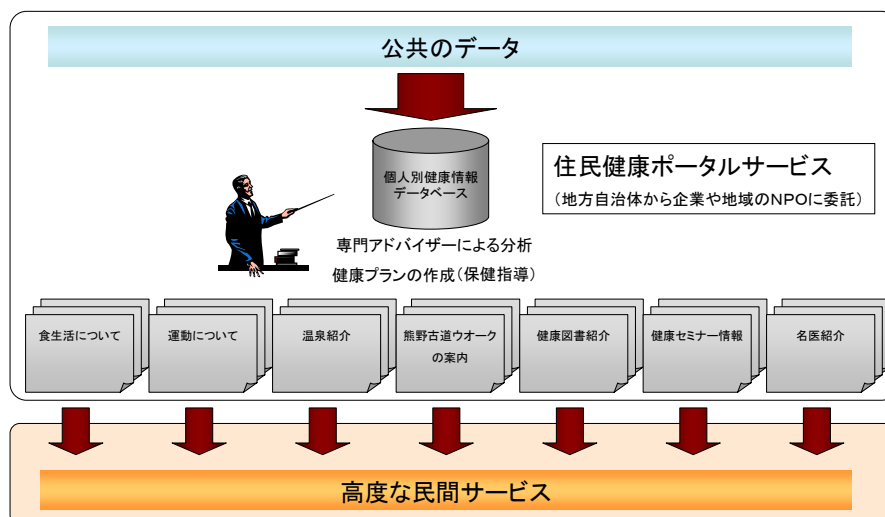 公共のデータ
個人別健康情報
データベース
住民健康ポータルサービス
（地方自治体から企業や地域のNPOに委託）
専門アドバイザーによる分析
健康プランの作成（保健指導）
食生活について
運動について
温泉紹介
熊野古道ウオーク
の案内
健康図書紹介
健康セミナー情報
名医紹介
高度な民間サービス